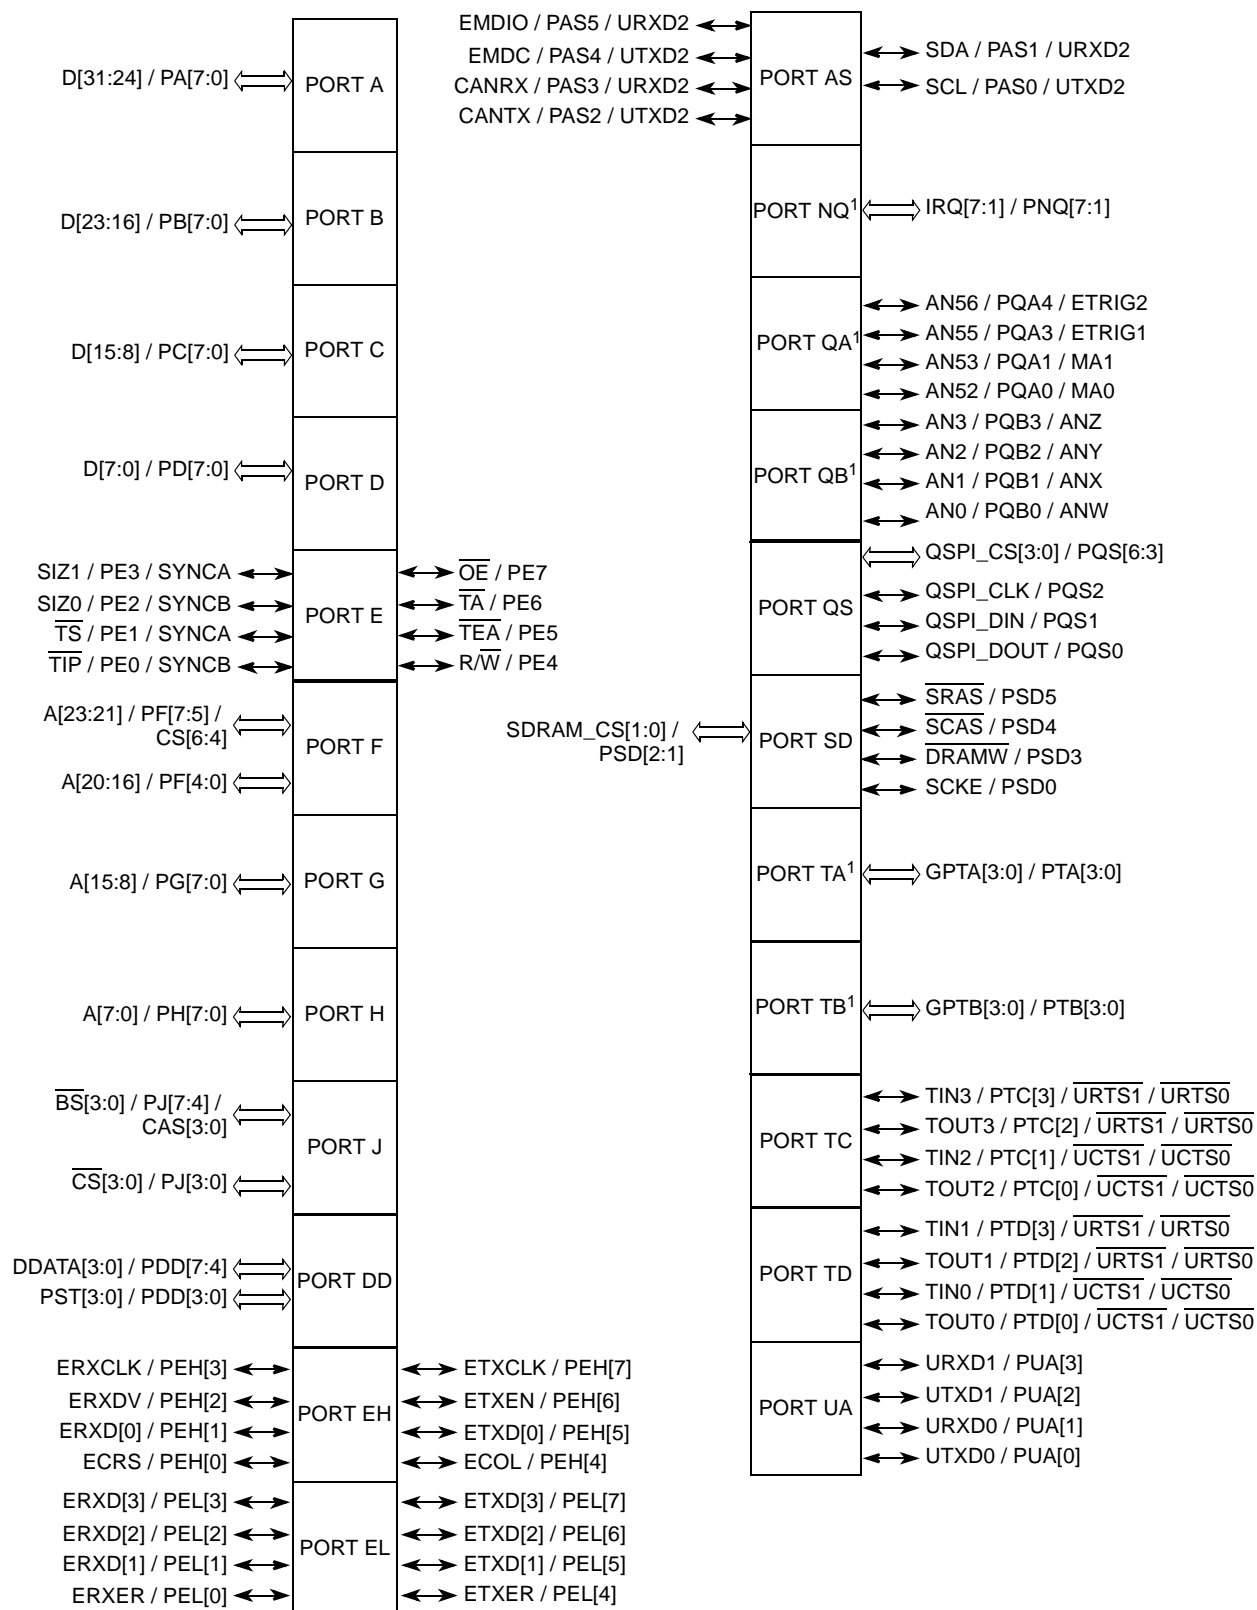 D[31:24] / PA[7:0]
PORT A
D[23:16] / PB[7:0]
PORT B
D[15:8] / PC[7:0]
PORT C
D[7:0] / PD[7:0]
PORT D
SIZ1 / PE3 / SYNCA
SIZ0 / PE2 / SYNCB
TS / PE1 / SYNCA
TIP / PE0 / SYNCB
PORT E
OE / PE7
TA / PE6
TEA / PE5
R/W / PE4
A[23:21] / PF[7:5] /
CS[6:4]
A[20:16] / PF[4:0]
PORT F
A[15:8] / PG[7:0]
PORT G
A[7:0] / PH[7:0]
PORT H
BS[3:0] / PJ[7:4] /
CAS[3:0]
CS[3:0] / PJ[3:0]
PORT J
DDATA[3:0] / PDD[7:4]
PST[3:0] / PDD[3:0]
PORT DD
ERXCLK / PEH[3]
ERXDV / PEH[2]
ERXD[0] / PEH[1]
ECRS / PEH[0]
PORT EH
ETXCLK / PEH[7]
ETXEN / PEH[6]
ETXD[0] / PEH[5]
ECOL / PEH[4]
ERXD[3] / PEL[3]
ERXD[2] / PEL[2]
ERXD[1] / PEL[1]
ERXER / PEL[0]
PORT EL
ETXD[3] / PEL[7]
ETXD[2] / PEL[6]
ETXD[1] / PEL[5]
ETXER / PEL[4]
EMDIO / PAS5 / URXD2
EMDC / PAS4 / UTXD2
CANRX / PAS3 / URXD2
CANTX / PAS2 / UTXD2
PORT AS
SDA / PAS1 / URXD2
SCL / PAS0 / UTXD2
PORT NQ1
IRQ[7:1] / PNQ[7:1]
PORT QA1
AN56 / PQA4 / ETRIG2
AN55 / PQA3 / ETRIG1
AN53 / PQA1 / MA1
AN52 / PQA0 / MA0
PORT QB1
AN3 / PQB3 / ANZ
AN2 / PQB2 / ANY
AN1 / PQB1 / ANX
AN0 / PQB0 / ANW
PORT QS
QSPI_CS[3:0] / PQS[6:3]
QSPI_CLK / PQS2
QSPI_DIN / PQS1
QSPI_DOUT / PQS0
SDRAM_CS[1:0] /
PSD[2:1]
PORT SD
SRAS / PSD5
SCAS / PSD4
DRAMW / PSD3
SCKE / PSD0
PORT TA1
GPTA[3:0] / PTA[3:0]
PORT TB1
GPTB[3:0] / PTB[3:0]
PORT TC
TIN3 / PTC[3] / URTS1 / URTS0
TOUT3 / PTC[2] / URTS1 / URTS0
TIN2 / PTC[1] / UCTS1 / UCTS0
TOUT2 / PTC[0] / UCTS1 / UCTS0
PORT TD
TIN1 / PTD[3] / URTS1 / URTS0
TOUT1 / PTD[2] / URTS1 / URTS0
TIN0 / PTD[1] / UCTS1 / UCTS0
TOUT0 / PTD[0] / UCTS1 / UCTS0
PORT UA
URXD1 / PUA[3]
UTXD1 / PUA[2]
URXD0 / PUA[1]
UTXD0 / PUA[0]